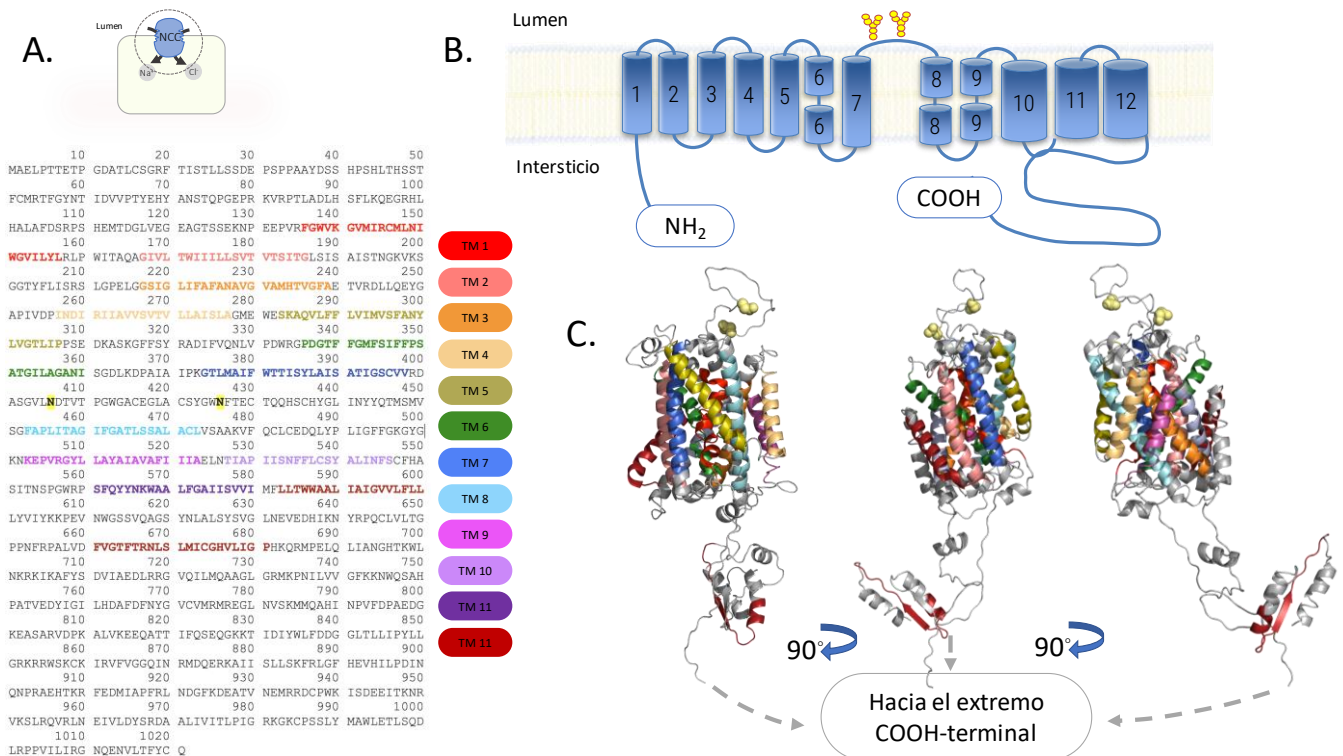 A.
Lumen
NCC
Na⁺
Cl⁻
10 20 30 40 50
MAELPTTETP GDATLCSGRF TISTLLSSDE PSPPAAYDSS HPSHLTHSST
60 70 80 90 100
FCMRTFGYNT IDVVPTYEHY ANSTQPGEPR KVRPTLADLH SFLKQEGRHL
110 120 130 140 150
HALAFDSRPS HEMTDGLVEG EAGTSSEKNP EEPVRFGWVK GVMIRCMLNI
160 170 180 190 200
WGVILYLRLP WITAQAGIVL TWIIILLSVT VTSITGLSIS AISTNGKVKS
210 220 230 240 250
GGTYFLISRS LGPELGGSIG LIFAFANAVG VAMHTVGFAE TVRDLLQEYG
260 270 280 290 300
APIVDPINDI RIIAVVSVTV LLAISLAGME WESKAQVLFF LVIMVSFANY
310 320 330 340 350
LVGTLIPPSE DKASKGFFSY RADIFVQNLV PDWRGPDGTF FGMFSIFFPS
360 370 380 390 400
ATGILAGANI SGDLKDPAIA IPKGTLMAIF WTTISYLAIS ATIGSCVVRD
410 420 430 440 450
ASGVLNDTVT PGWGACEGLA CSYGWNFTEC TQQHSCHYGL INYYQTMSMV
460 470 480 490 500
SGFAPLITAG IFGATLSSAL ACLVSAAKVF QCLCEDQLYP LIGFFGKGYG
510 520 530 540 550
KNKEPVRGYL LAYAIAVAFI IIAELNTIAP IISNFFLCSY ALINFSCFHA
560 570 580 590 600
SITNSPGWRP SFQYYNKWAA LFGAIISVVI MFLLTWWAAL IAIGVVLFLL
610 620 630 640 650
LYVIYKKPEV NWGSSVQAGS YNLALSYSVG LNEVEDHIKN YRPQCLVLTG
660 670 680 690 700
PPNFRPALVD FVGTFTRNLS LMICGHVLIG PHKQRMPELQ LIANGHTKWL
710 720 730 740 750
NKRKIKAFYS DVIAEDLRRG VQILMQAAGL GRMKPNILVV GFKKNWQSAH
760 770 780 790 800
PATVEDYIGI LHDAFDFNYG VCVMRMREGL NVSKMMQAHI NPVFDPAEDG
810 820 830 840 850
KEASARVDPK ALVKEEQATT IFQSEQGKKT IDIYWLFDDG GLTLLIPYLL
860 870 880 890 900
GRKRRWSKCK IRVFVGGQIN RMDQERKAII SLLSKFRLGF HEVHILPDIN
910 920 930 940 950
QNPRAEHTKR FEDMIAPFRL NDGFKDEATV NEMRRDCPWK ISDEEITKNR
960 970 980 990 1000
VKSLRQVRLN EIVLDYSRDA ALIVITLPIG RKGKCPSSLY MAWLETLSQD
1010 1020
LRPPVILIRG NQENVLTFYC Q
TM 1
TM 2
TM 3
TM 4
TM 5
TM 6
TM 7
TM 8
TM 9
TM 10
TM 11
TM 11
B.
Lumen
1 2 3 4 5 6 7 8 9 10 11 12
6 8 9
Intersticio
NH₂
COOH
C.
90°
90°
Hacia el extremo
COOH-terminal